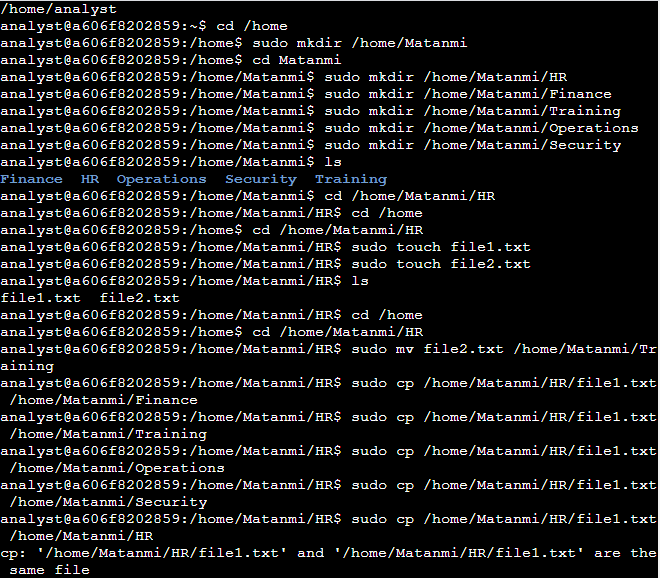 /home/analyst
analyst@a606f8202859:~$ cd /home
analyst@a606f8202859:/home$ sudo mkdir /home/Matanmi
analyst@a606f8202859:/home$ cd Matanmi
analyst@a606f8202859:/home/Matanmi$ sudo mkdir /home/Matanmi/HR
analyst@a606f8202859:/home/Matanmi$ sudo mkdir /home/Matanmi/Finance
analyst@a606f8202859:/home/Matanmi$ sudo mkdir /home/Matanmi/Training
analyst@a606f8202859:/home/Matanmi$ sudo mkdir /home/Matanmi/Operations
analyst@a606f8202859:/home/Matanmi$ sudo mkdir /home/Matanmi/Security
analyst@a606f8202859:/home/Matanmi$ ls
Finance  HR  Operations  Security  Training
analyst@a606f8202859:/home/Matanmi$ cd /home/Matanmi/HR
analyst@a606f8202859:/home/Matanmi/HR$ cd /home
analyst@a606f8202859:/home$ cd /home/Matanmi/HR
analyst@a606f8202859:/home/Matanmi/HR$ sudo touch file1.txt
analyst@a606f8202859:/home/Matanmi/HR$ sudo touch file2.txt
analyst@a606f8202859:/home/Matanmi/HR$ ls
file1.txt  file2.txt
analyst@a606f8202859:/home/Matanmi/HR$ cd /home
analyst@a606f8202859:/home$ cd /home/Matanmi/HR
analyst@a606f8202859:/home/Matanmi/HR$ sudo mv file2.txt /home/Matanmi/Tr
aining
analyst@a606f8202859:/home/Matanmi/HR$ sudo cp /home/Matanmi/HR/file1.txt
 /home/Matanmi/Finance
analyst@a606f8202859:/home/Matanmi/HR$ sudo cp /home/Matanmi/HR/file1.txt
 /home/Matanmi/Training
analyst@a606f8202859:/home/Matanmi/HR$ sudo cp /home/Matanmi/HR/file1.txt
 /home/Matanmi/Operations
analyst@a606f8202859:/home/Matanmi/HR$ sudo cp /home/Matanmi/HR/file1.txt
 /home/Matanmi/Security
analyst@a606f8202859:/home/Matanmi/HR$ sudo cp /home/Matanmi/HR/file1.txt
 /home/Matanmi/HR
cp: '/home/Matanmi/HR/file1.txt' and '/home/Matanmi/HR/file1.txt' are the
 same file